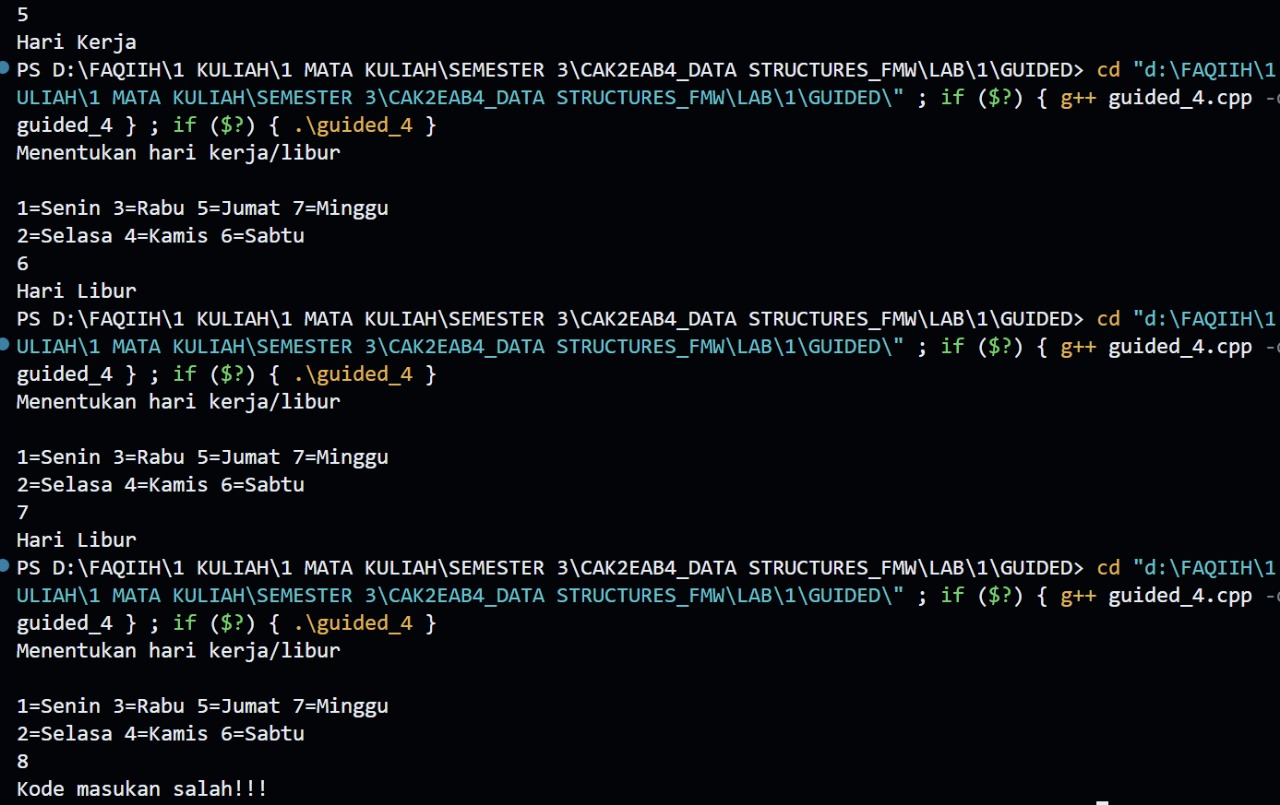 5
Hari Kerja
PS D:\FAQIIH\1 KULIAH\1 MATA KULIAH\SEMESTER 3\CAK2EAB4_DATA STRUCTURES_FMW\LAB\1\GUIDED> cd "d:\FAQIIH\1
ULIAH\1 MATA KULIAH\SEMESTER 3\CAK2EAB4_DATA STRUCTURES_FMW\LAB\1\GUIDED\" ; if ($?) { g++ guided_4.cpp -
guided_4 } ; if ($?) { .\guided_4 }
Menentukan hari kerja/libur
1=Senin 3=Rabu 5=Jumat 7=Minggu
2=Selasa 4=Kamis 6=Sabtu
6
Hari Libur
PS D:\FAQIIH\1 KULIAH\1 MATA KULIAH\SEMESTER 3\CAK2EAB4_DATA STRUCTURES_FMW\LAB\1\GUIDED> cd "d:\FAQIIH\1
ULIAH\1 MATA KULIAH\SEMESTER 3\CAK2EAB4_DATA STRUCTURES_FMW\LAB\1\GUIDED\" ; if ($?) { g++ guided_4.cpp -
guided_4 } ; if ($?) { .\guided_4 }
Menentukan hari kerja/libur
1=Senin 3=Rabu 5=Jumat 7=Minggu
2=Selasa 4=Kamis 6=Sabtu
7
Hari Libur
PS D:\FAQIIH\1 KULIAH\1 MATA KULIAH\SEMESTER 3\CAK2EAB4_DATA STRUCTURES_FMW\LAB\1\GUIDED> cd "d:\FAQIIH\1
ULIAH\1 MATA KULIAH\SEMESTER 3\CAK2EAB4_DATA STRUCTURES_FMW\LAB\1\GUIDED\" ; if ($?) { g++ guided_4.cpp -
guided_4 } ; if ($?) { .\guided_4 }
Menentukan hari kerja/libur
1=Senin 3=Rabu 5=Jumat 7=Minggu
2=Selasa 4=Kamis 6=Sabtu
8
Kode masukan salah!!!